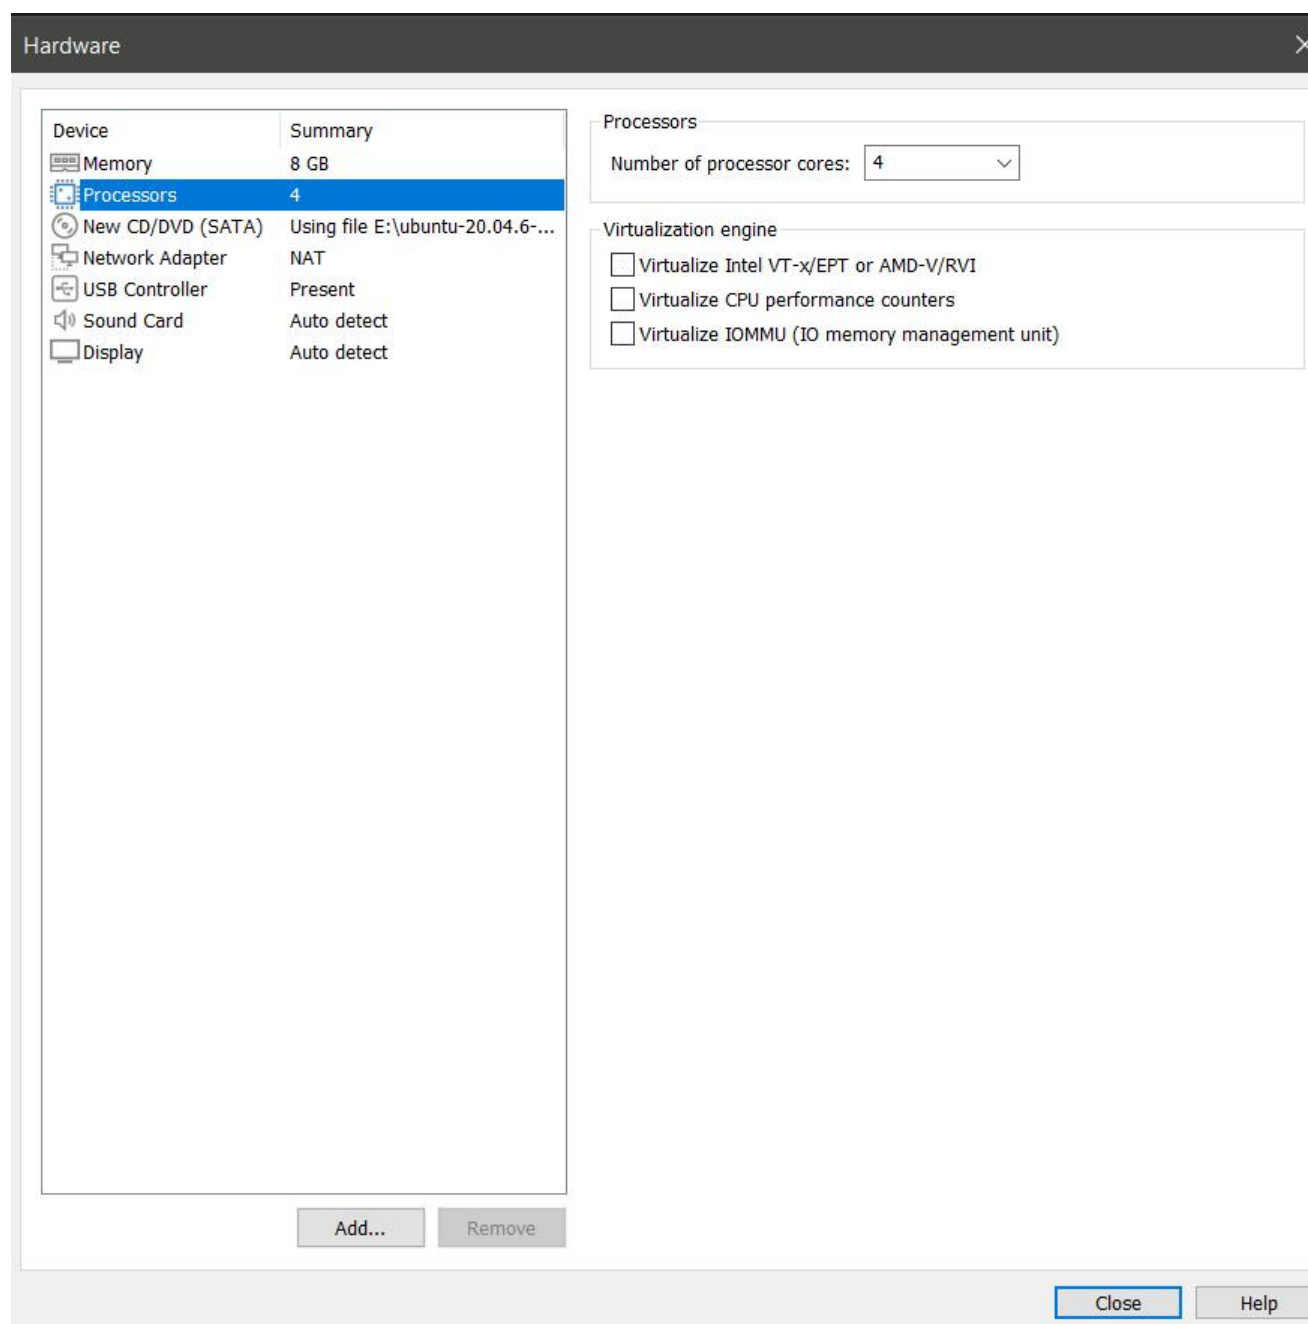 Hardware
Device Summary
Memory 8 GB
Processors 4
New CD/DVD (SATA) Using file E:\ubuntu-20.04.6-...
Network Adapter NAT
USB Controller Present
Sound Card Auto detect
Display Auto detect
Add... Remove
Processors
Number of processor cores: 4
Virtualization engine
Virtualize Intel VT-x/EPT or AMD-V/RVI
Virtualize CPU performance counters
Virtualize IOMMU (IO memory management unit)
Close Help